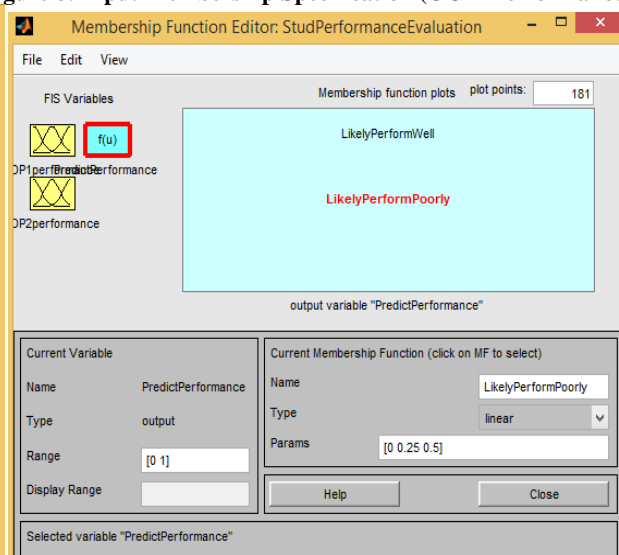 Membership Function Editor: StudPerformanceEvaluation
File Edit View
FIS Variables
Membership function plots plot points: 181
f(u)
LikelyPerformWell
LikelyPerformPoorly
OP2performance
output variable "PredictPerformance"
Current Variable
Name PredictPerformance
Type output
Range [0 1]
Display Range
Current Membership Function (click on MF to select)
Name LikelyPerformPoorly
Type linear
Params [0 0.25 0.5]
Help Close
Selected variable "PredictPerformance"